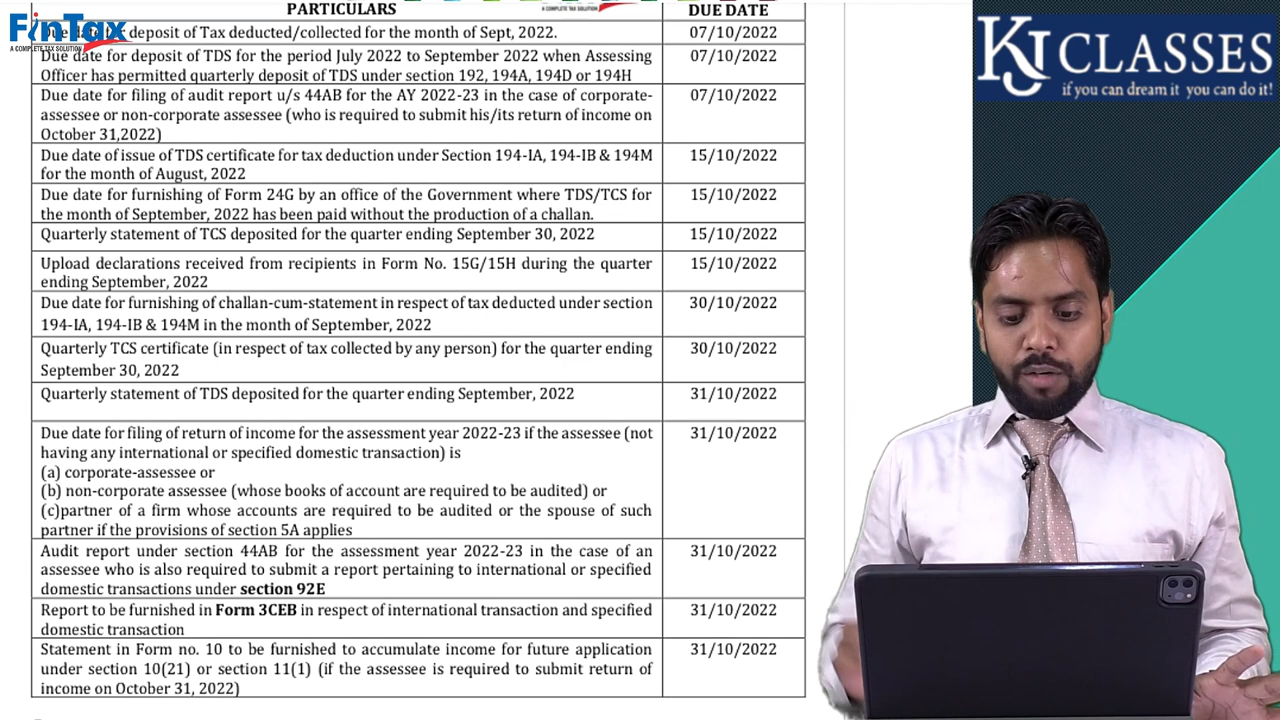 PARTICULARS
DUE DATE
FinTax
A COMPLETE TAX SOLUTION
A COMPLETE TAX SOLUTION
deposit of Tax deducted/collected for the month of Sept, 2022.
07/10/2022
Due date for deposit of TDS for the period July 2022 to September 2022 when Assessing
Officer has permitted quarterly deposit of TDS under section 192, 194A, 194D or 194H
07/10/2022
Due date for filing of audit report u/s 44AB for the AY 2022-23 in the case of corporate-
assessee or non-corporate assessee (who is required to submit his/its return of income on
October 31,2022)
07/10/2022
Due date of issue of TDS certificate for tax deduction under Section 194-IA, 194-IB & 194M
for the month of August, 2022
15/10/2022
Due date for furnishing of Form 24G by an office of the Government where TDS/TCS for
the month of September, 2022 has been paid without the production of a challan.
15/10/2022
Quarterly statement of TCS deposited for the quarter ending September 30, 2022
15/10/2022
Upload declarations received from recipients in Form No. 15G/15H during the quarter
ending September, 2022
15/10/2022
Due date for furnishing of challan-cum-statement in respect of tax deducted under section
194-IA, 194-IB & 194M in the month of September, 2022
30/10/2022
Quarterly TCS certificate (in respect of tax collected by any person) for the quarter ending
September 30, 2022
30/10/2022
Quarterly statement of TDS deposited for the quarter ending September, 2022
31/10/2022
Due date for filing of return of income for the assessment year 2022-23 if the assessee (not
having any international or specified domestic transaction) is
(a) corporate-assessee or
(b) non-corporate assessee (whose books of account are required to be audited) or
(c)partner of a firm whose accounts are required to be audited or the spouse of such
partner if the provisions of section 5A applies
31/10/2022
Audit report under section 44AB for the assessment year 2022-23 in the case of an
assessee who is also required to submit a report pertaining to international or specified
domestic transactions under section 92E
31/10/2022
Report to be furnished in Form 3CEB in respect of international transaction and specified
domestic transaction
31/10/2022
Statement in Form no. 10 to be furnished to accumulate income for future application
under section 10(21) or section 11(1) (if the assessee is required to submit return of
income on October 31, 2022)
31/10/2022
KJ CLASSES
if you can dream it you can do it!